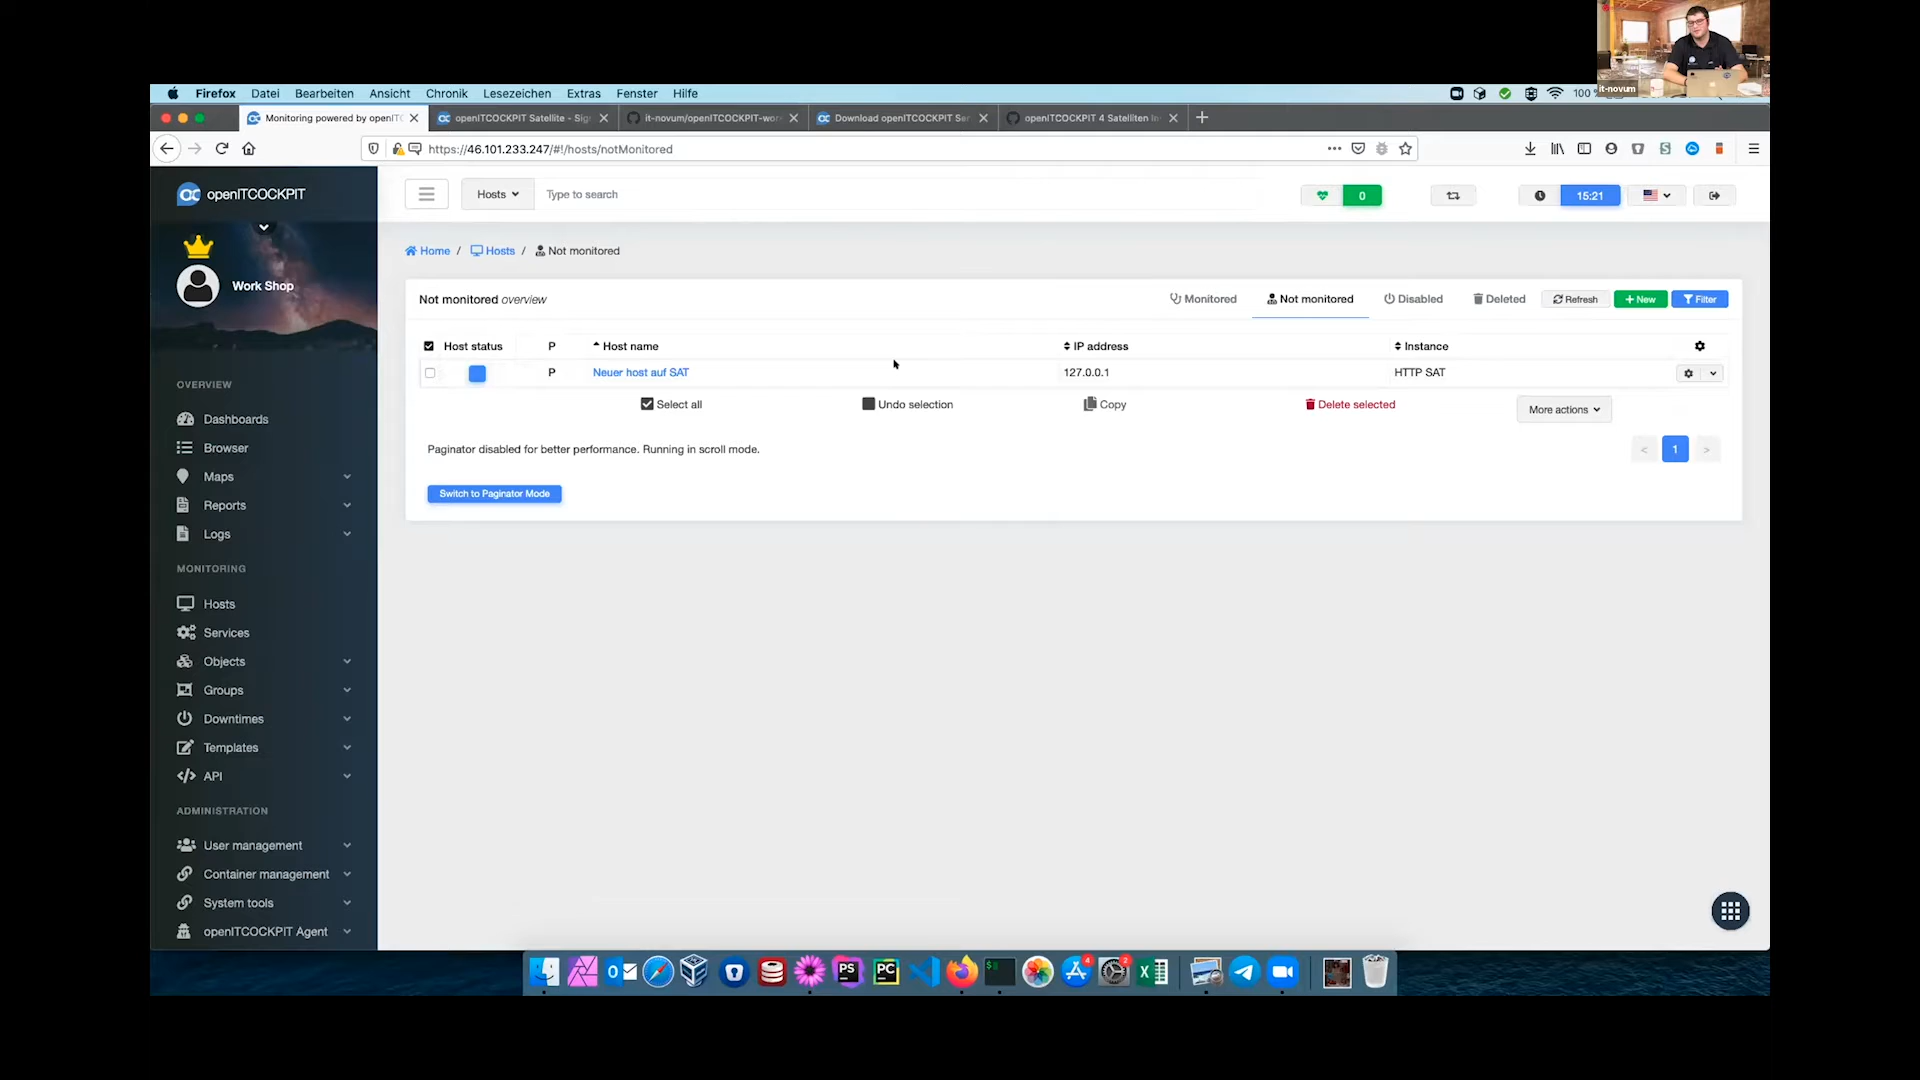 it-novum
Firefox Datei Bearbeiten Ansicht Chronik Lesezeichen Extras Fenster Hilfe 100
Monitoring powered by openITC
openITCOCKPIT Satellite - Sig
it-novum/openITCOCKPIT-wor
Download openITCOCKPIT Ser
openITCOCKPIT 4 Satelliten In
https://46.101.233.247/#!/hosts/notMonitored
openITCOCKPIT
Hosts
Type to search
0
15:21
Work Shop
Home / Hosts / Not monitored
Not monitored overview
Monitored
Not monitored
Disabled
Deleted
Refresh
+ New
Filter
Host status P Host name IP address Instance
P Neuer host auf SAT 127.0.0.1 HTTP SAT
Select all
Undo selection
Copy
Delete selected
More actions
Paginator disabled for better performance. Running in scroll mode.
< 1 >
Switch to Paginator Mode
OVERVIEW
Dashboards
Browser
Maps
Reports
Logs
MONITORING
Hosts
Services
Objects
Groups
Downtimes
Templates
API
ADMINISTRATION
User management
Container management
System tools
openITCOCKPIT Agent
PS
PC
4
2